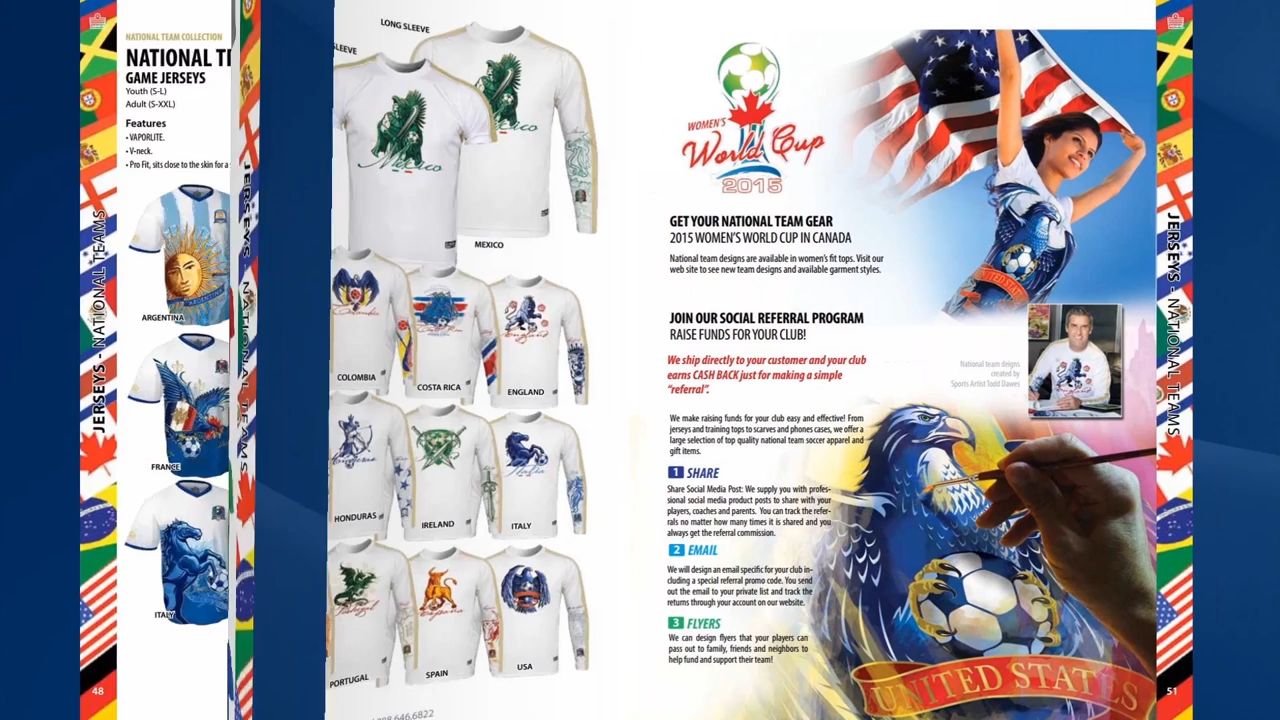 NATIONAL TEAM COLLECTION
GAME JERSEYS
Youth (S-L)
Adult (S-XXL)
Features
• VAPORLITE.
• V-neck.
• Pro Fit, sits close to the skin for a
ARGENTINA
FRANCE
ITALY
48
JERSEYS - NATIONAL TEAMS
JERSEYS - NATIONAL TEAMS
LONG SLEEVE
SLEEVE
Mexico
MEXICO
COLOMBIA
COSTA RICA
England
ENGLAND
HONDURAS
IRELAND
Italia
ITALY
Portugal
PORTUGAL
España
SPAIN
USA
646.6822
WOMEN'S
World Cup
2015
GET YOUR NATIONAL TEAM GEAR
2015 WOMEN'S WORLD CUP IN CANADA
National team designs are available in women's fit tops. Visit our
web site to see new team designs and available garment styles.
JOIN OUR SOCIAL REFERRAL PROGRAM
RAISE FUNDS FOR YOUR CLUB!
We ship directly to your customer and your club
earns CASH BACK just for making a simple
"referral".
National team deigns
created by
Sports Artist Todd Dawes
We make raising funds for your club easy and effective! From
jerseys and training tops to scarves and phones cases, we offer a
large selection of top quality national team soccer apparel and
gift items.
1 SHARE
Share Social Media Post: We supply you with profes-
sional social media product posts to share with your
players, coaches and parents. You can track the refer-
rals no matter how many times it is shared and you
always get the referral commission.
2 EMAIL
We will design an email specific for your club in-
cluding a special referral promo code. You send
out the email to your private list and track the
returns through your account on our website.
3 FLYERS
We can design flyers that your players can
pass out to family, friends and neighbors to
help fund and support their team!
UNITED STATES
JERSEYS - NATIONAL TEAMS
51